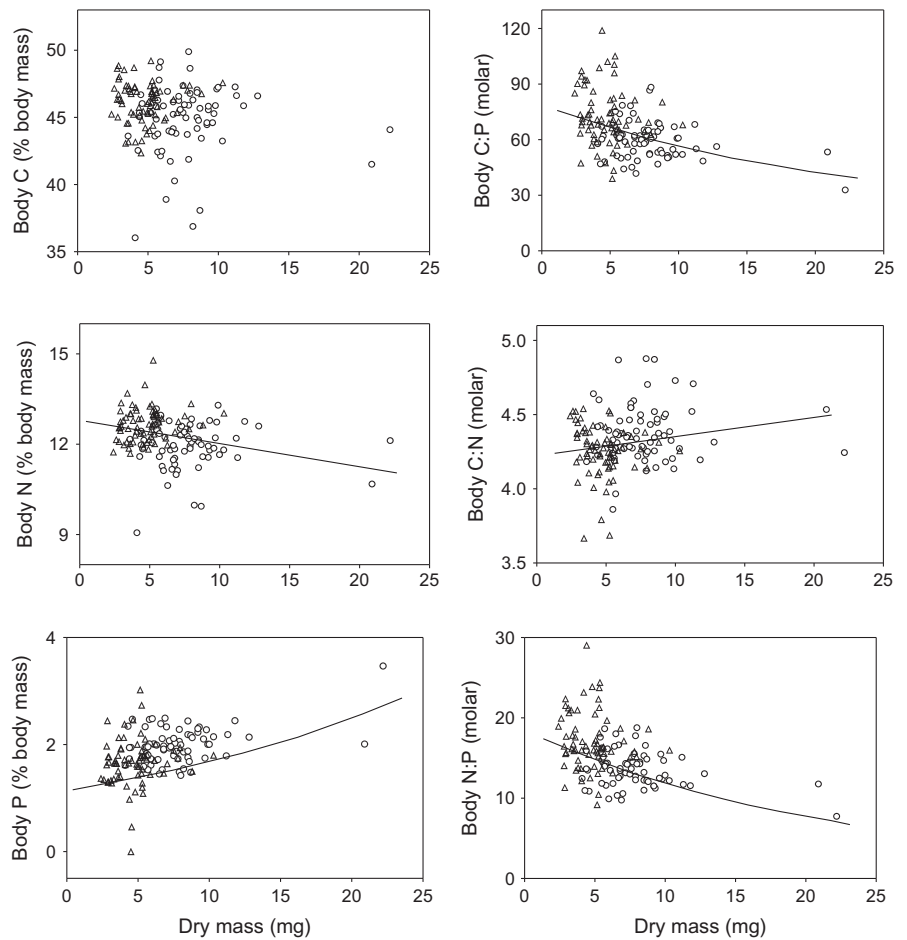 Body C (% body mass)
50
45
40
35
0 5 10 15 20 25
Body C:P (molar)
120
90
60
30
0
0 5 10 15 20 25
Body N (% body mass)
15
12
9
0 5 10 15 20 25
Body C:N (molar)
5.0
4.5
4.0
3.5
0 5 10 15 20 25
Body P (% body mass)
4
2
0
0 5 10 15 20 25
Dry mass (mg)
Body N:P (molar)
30
20
10
0
0 5 10 15 20 25
Dry mass (mg)